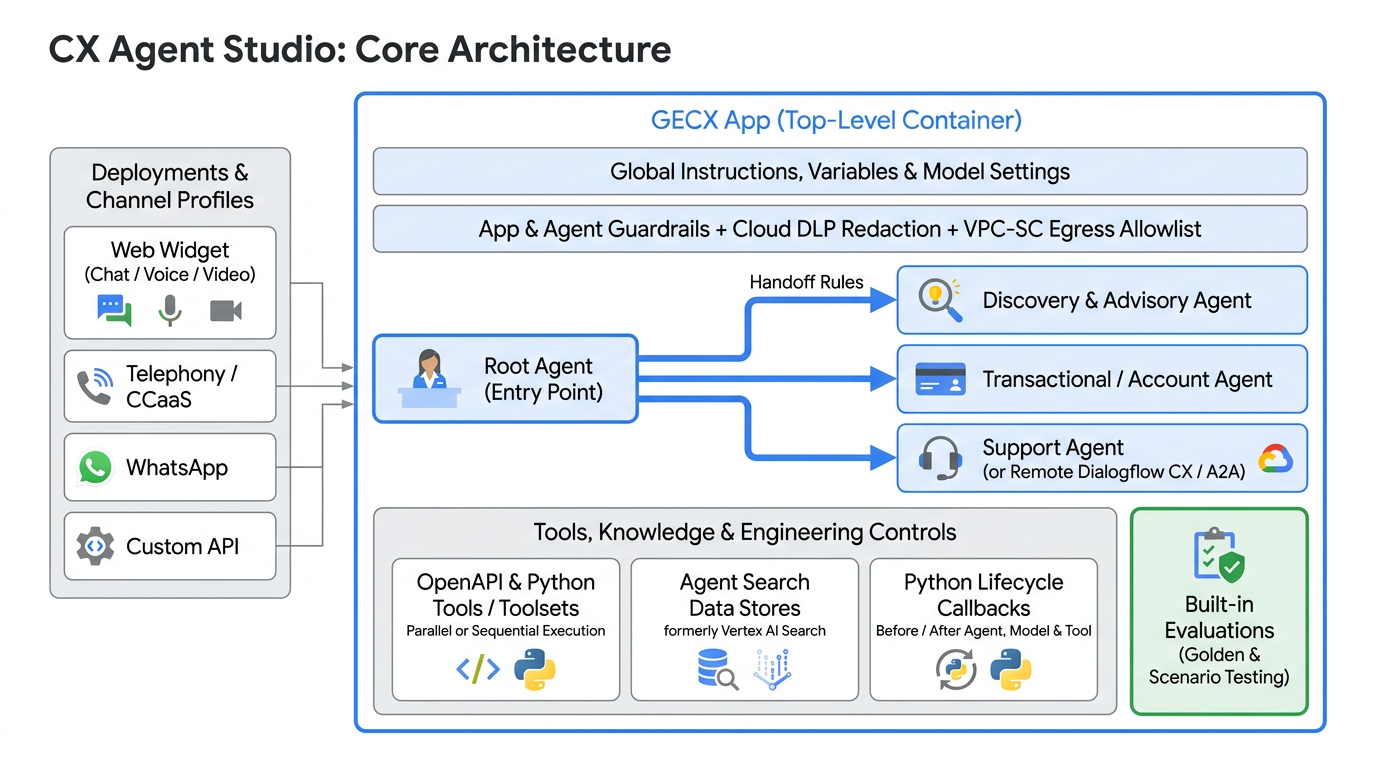 CX Agent Studio: Core Architecture
Deployments &
Channel Profiles
Web Widget
(Chat / Voice / Video)
Telephony /
CCaaS
WhatsApp
Custom API
GECX App (Top-Level Container)
Global Instructions, Variables & Model Settings
App & Agent Guardrails + Cloud DLP Redaction + VPC-SC Egress Allowlist
Root Agent
(Entry Point)
Handoff Rules
Discovery & Advisory Agent
Transactional / Account Agent
Support Agent
(or Remote Dialogflow CX / A2A)
Tools, Knowledge & Engineering Controls
OpenAPI & Python
Tools / Toolsets
Parallel or Sequential Execution
Agent Search
Data Stores
formerly Vertex AI Search
Python Lifecycle
Callbacks
Before / After Agent, Model & Tool
Built-in
Evaluations
(Golden &
Scenario Testing)